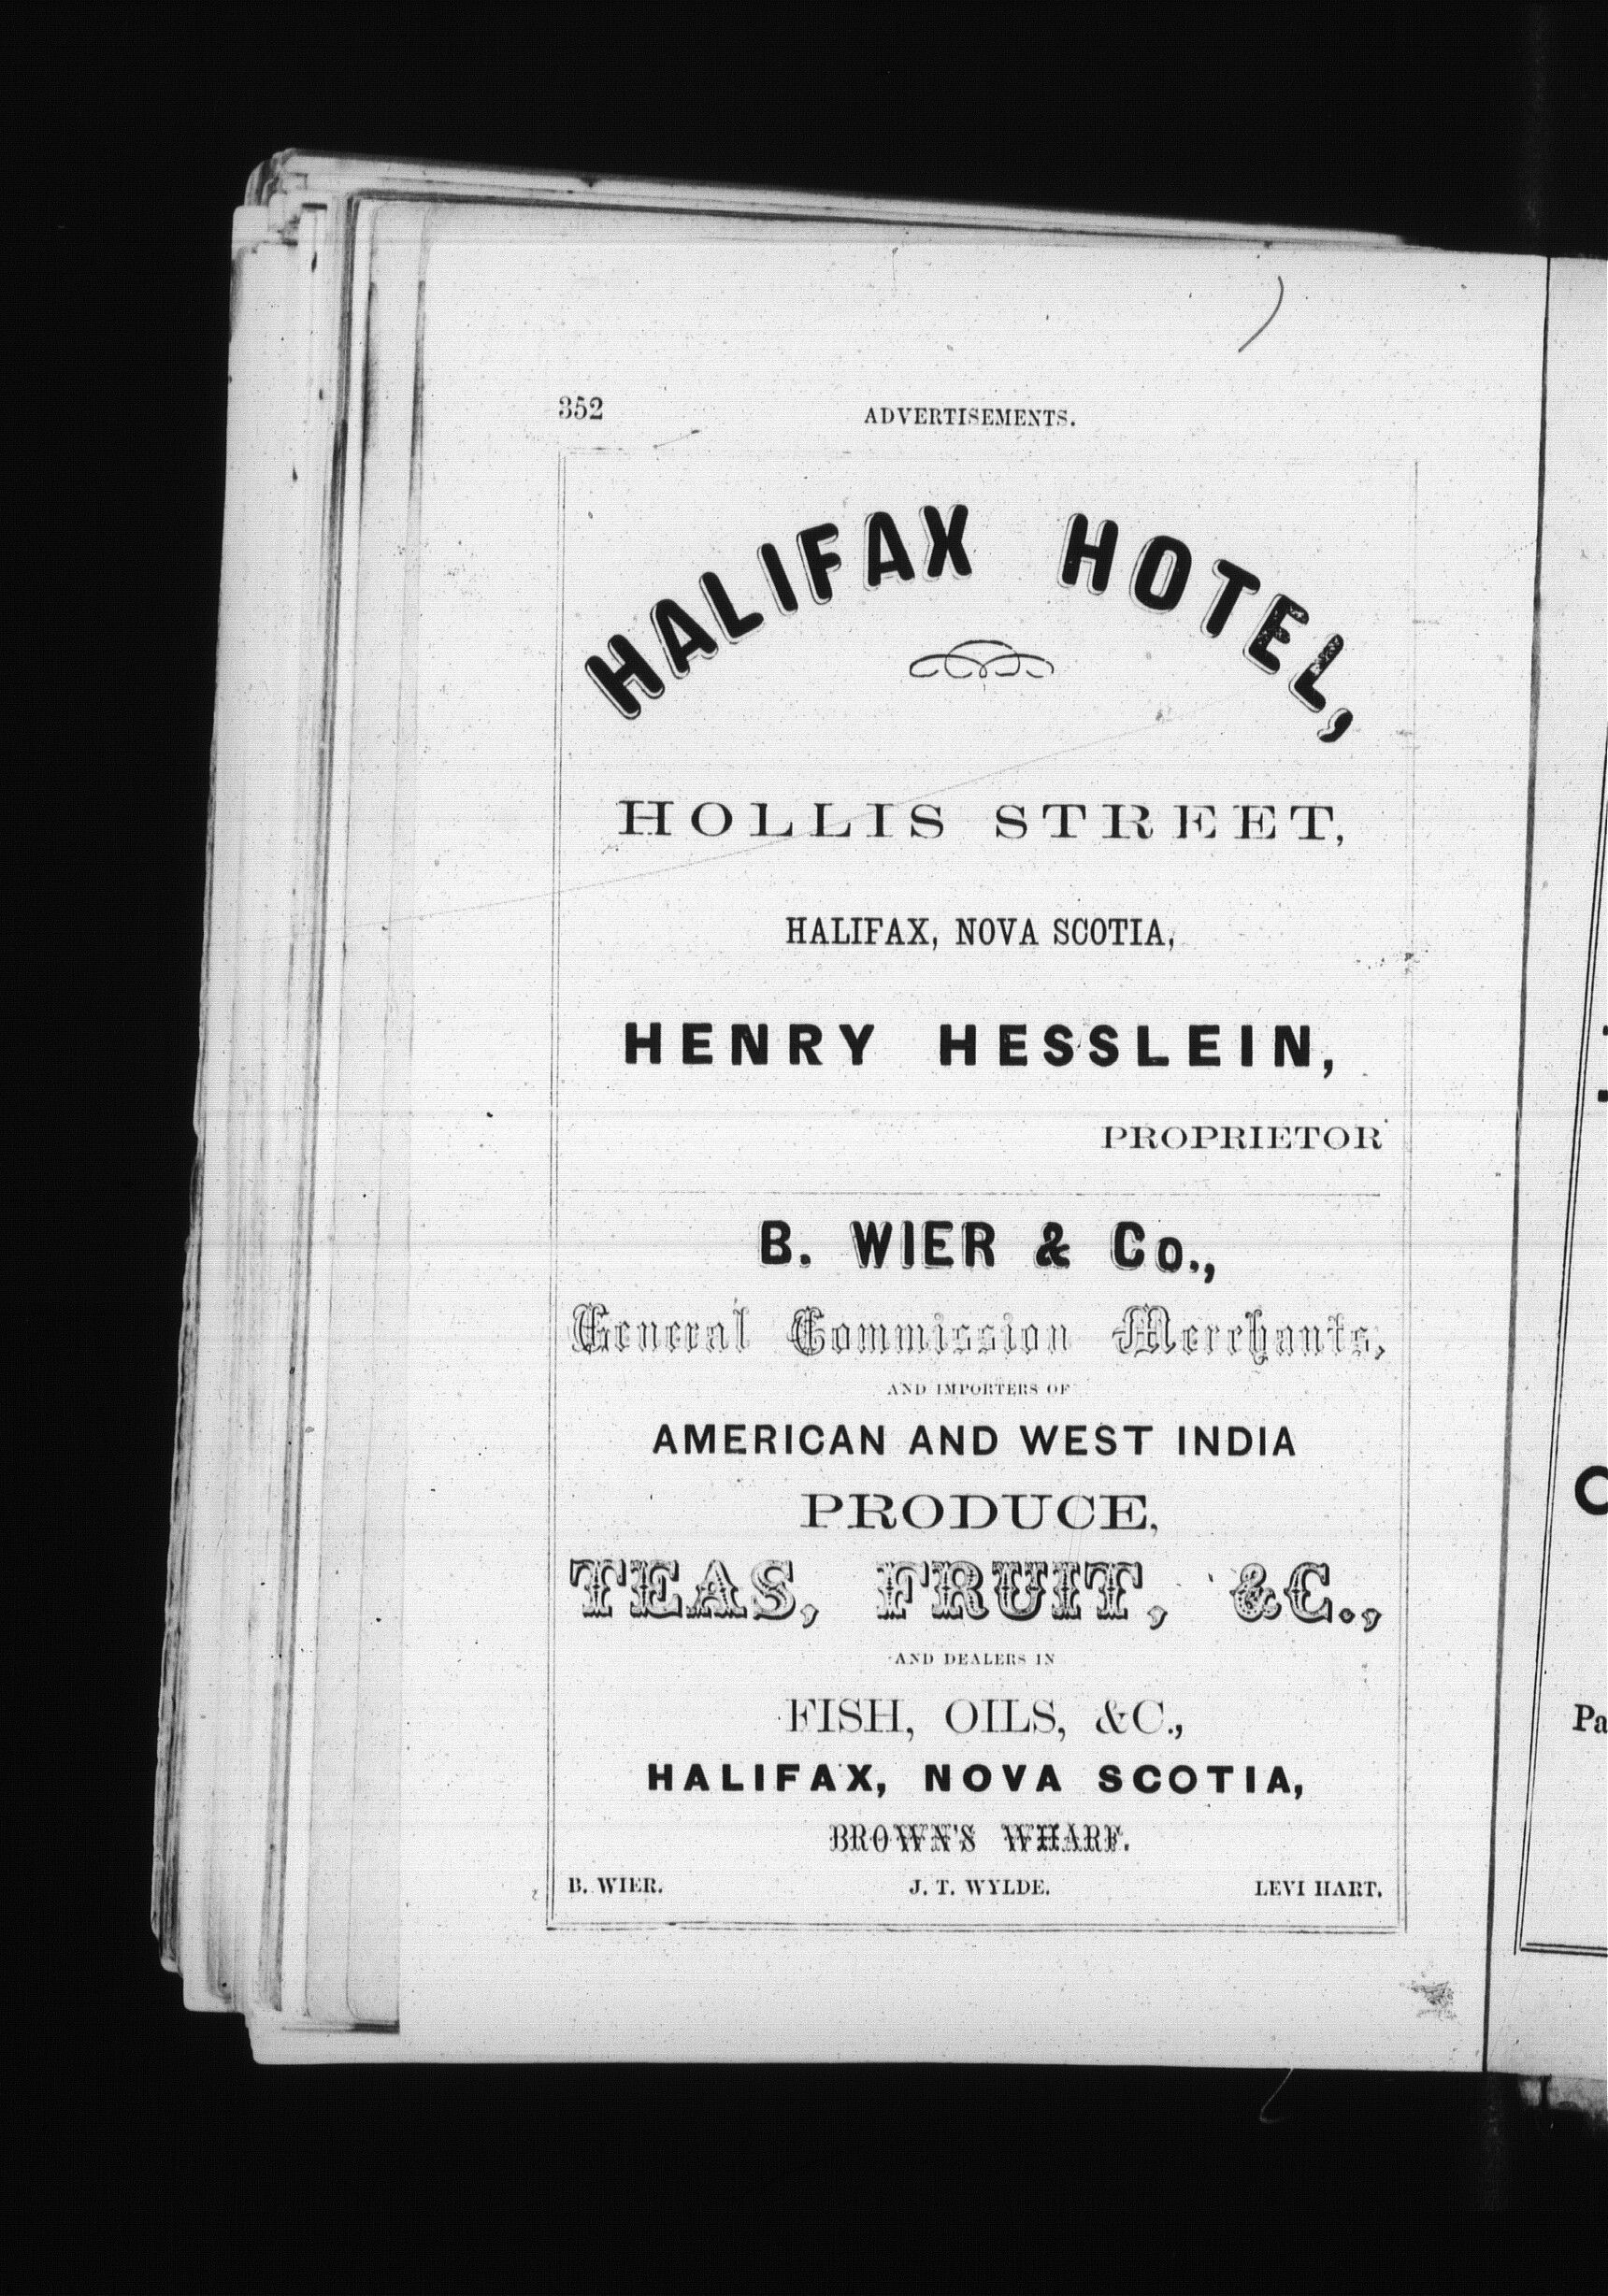 352 ADVERTISEMENTS.
HALIFAX HOTEL,
HOLLIS STREET,
HALIFAX, NOVA SCOTIA,
HENRY HESSLEIN,
PROPRIETOR
B. WIER & Co.,
General Commission Merchants,
AND IMPORTERS OF
AMERICAN AND WEST INDIA
PRODUCE,
TEAS, FRUIT, &C.,
AND DEALERS IN
FISH, OILS, &C.,
HALIFAX, NOVA SCOTIA,
BROWN'S WHARF.
B. WIER. J. T. WYLDE. LEVI HART.
Pa